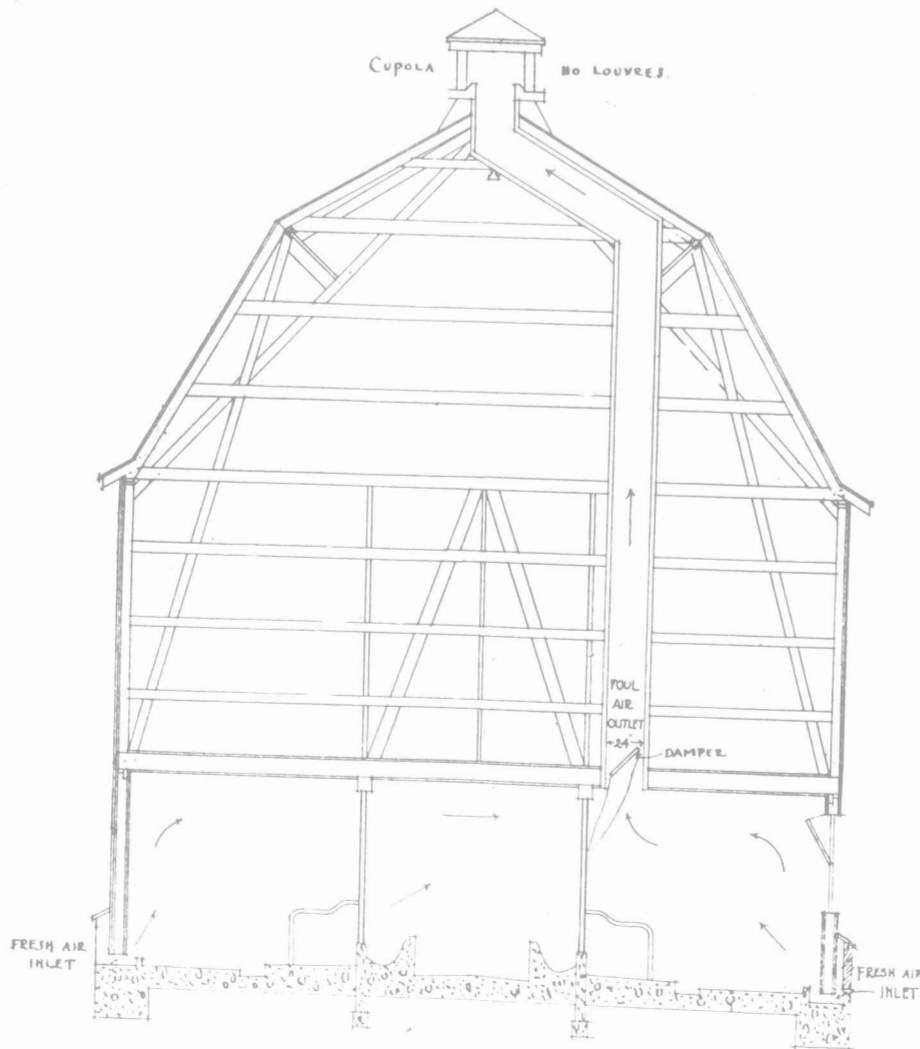 CUPOLA
NO LOUVRES.
FOUL
AIR
OUTLET
24"
DAMPER
FRESH AIR
INLET
FRESH AIR
INLET